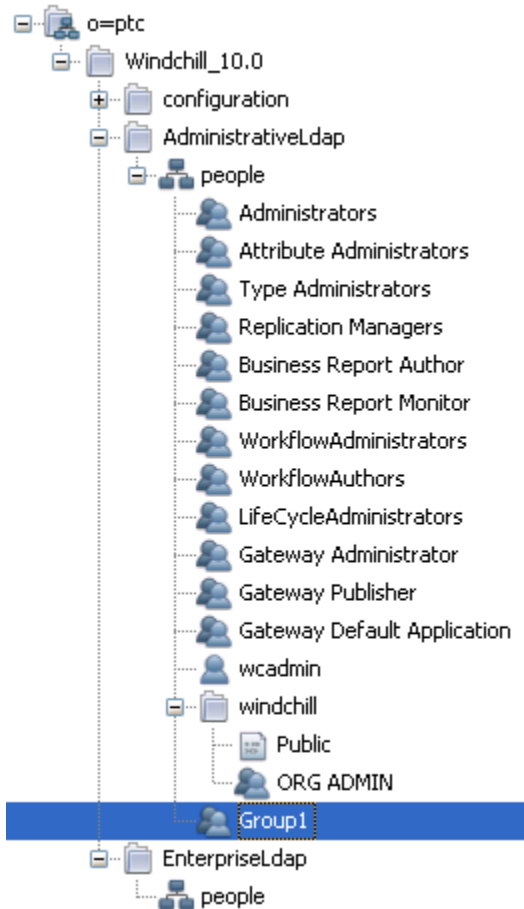 o=ptc
Windchill_10.0
configuration
AdministrativeLdap
people
Administrators
Attribute Administrators
Type Administrators
Replication Managers
Business Report Author
Business Report Monitor
WorkflowAdministrators
WorkflowAuthors
LifeCycleAdministrators
Gateway Administrator
Gateway Publisher
Gateway Default Application
wcadmin
windchill
Public
ORG ADMIN
Group1
EnterpriseLdap
people